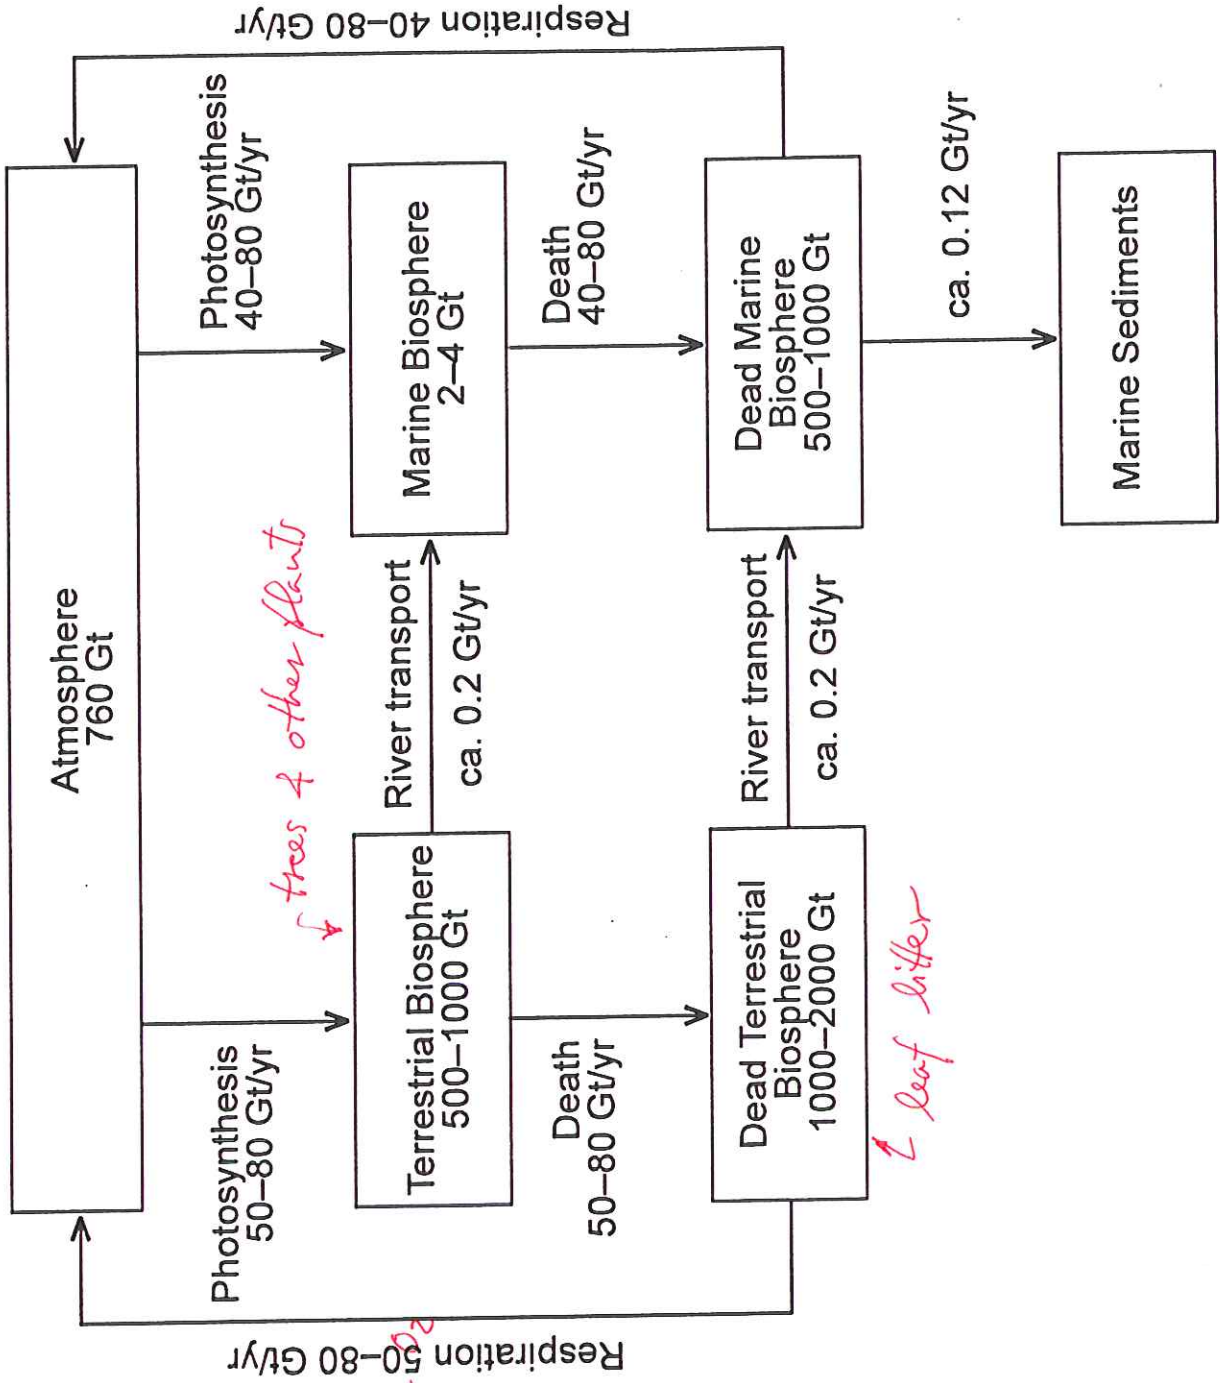 Atmosphere
760 Gt
Photosynthesis
50–80 Gt/yr
Photosynthesis
40–80 Gt/yr
trees & other plants
Terrestrial Biosphere
500–1000 Gt
River transport
ca. 0.2 Gt/yr
Marine Biosphere
2–4 Gt
Death
50–80 Gt/yr
Death
40–80 Gt/yr
Dead Terrestrial
Biosphere
1000–2000 Gt
River transport
ca. 0.2 Gt/yr
Dead Marine
Biosphere
500–1000 Gt
leaf litter
ca. 0.12 Gt/yr
Marine Sediments
Respiration 50–80 Gt/yr
O2
Respiration 40–80 Gt/yr